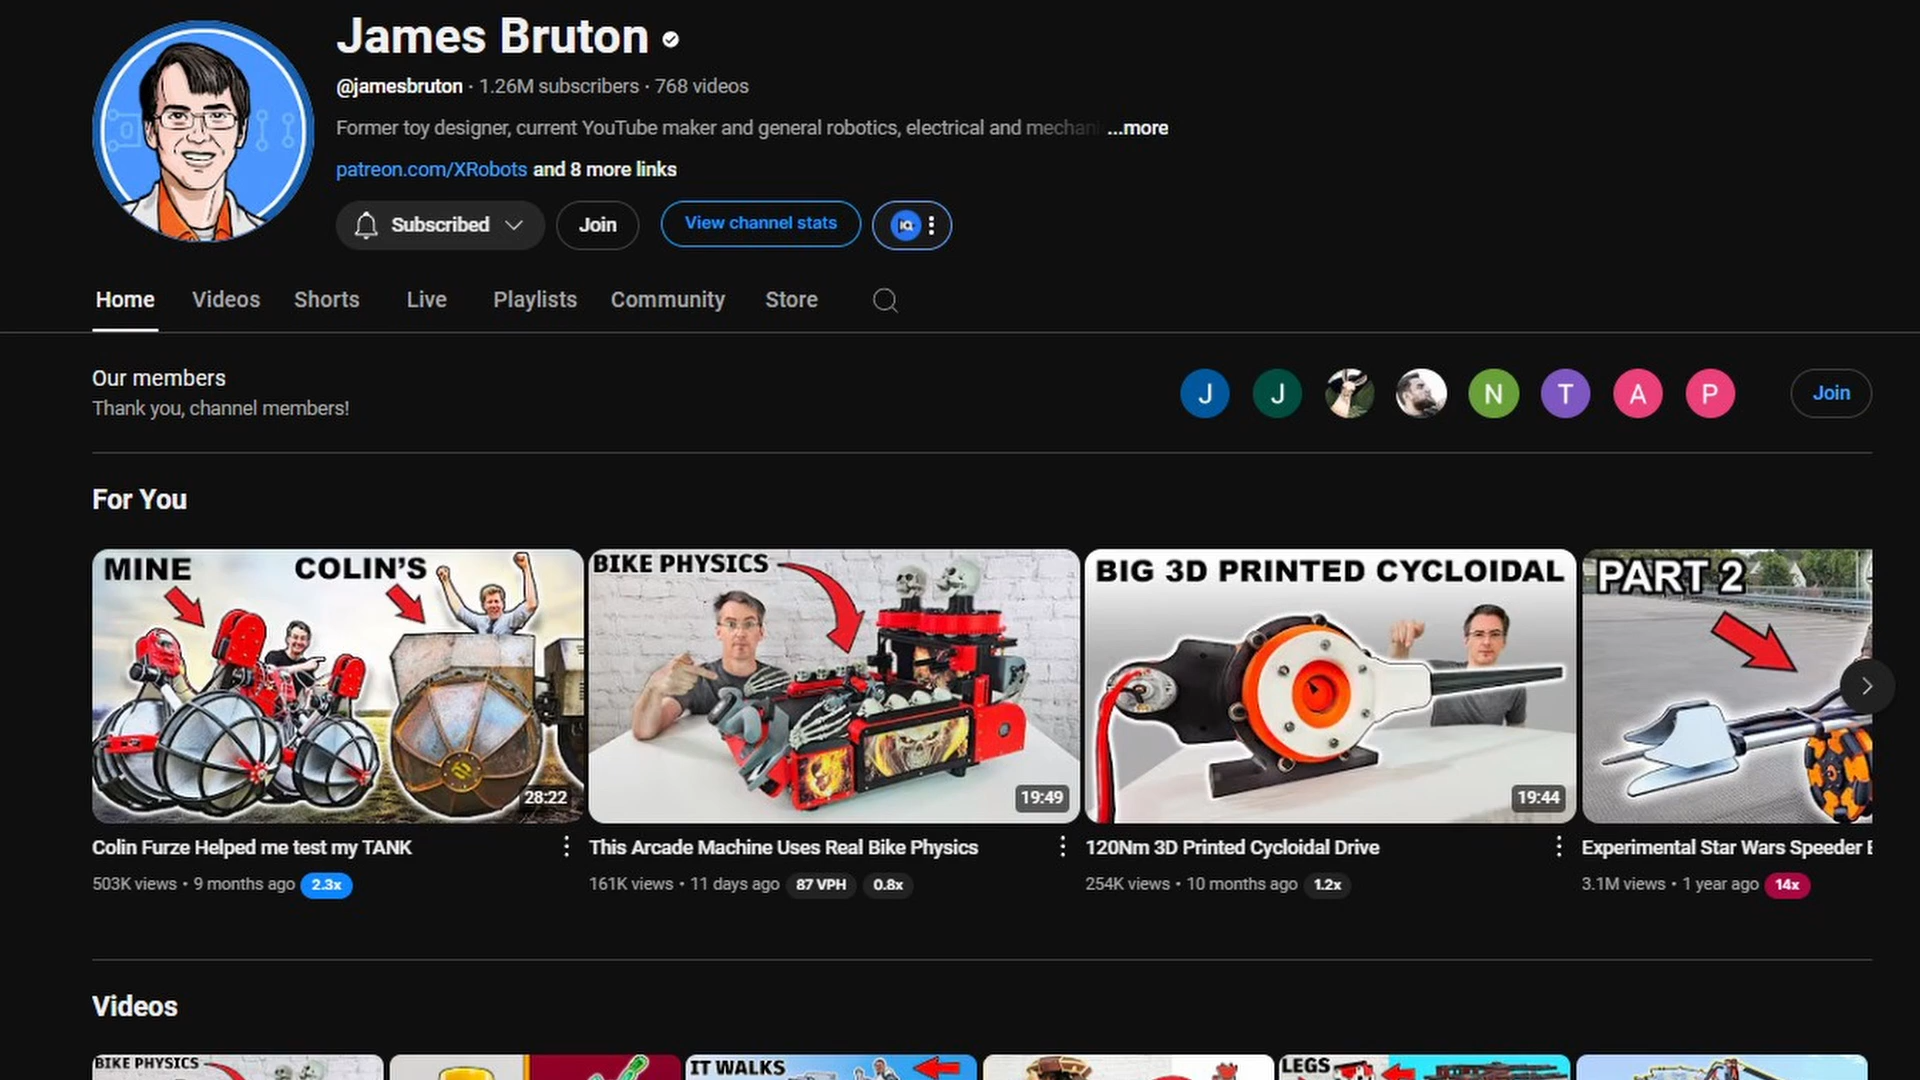 James Bruton
@jamesbruton · 1.26M subscribers · 768 videos
Former toy designer, current YouTube maker and general robotics, electrical and mechani ...more
patreon.com/XRobots and 8 more links
Subscribed
Join
View channel stats
IQ
Home
Videos
Shorts
Live
Playlists
Community
Store
Our members
Thank you, channel members!
J
J
N
T
A
P
Join
For You
MINE
COLIN'S
28:22
BIKE PHYSICS
19:49
BIG 3D PRINTED CYCLOIDAL
19:44
PART 2
Colin Furze Helped me test my TANK
503K views • 9 months ago 2.3x
This Arcade Machine Uses Real Bike Physics
161K views • 11 days ago 87 VPH 0.8x
120Nm 3D Printed Cycloidal Drive
254K views • 10 months ago 1.2x
Experimental Star Wars Speeder
3.1M views • 1 year ago 14x
Videos
BIKE PHYSICS
IT WALKS
LEGS